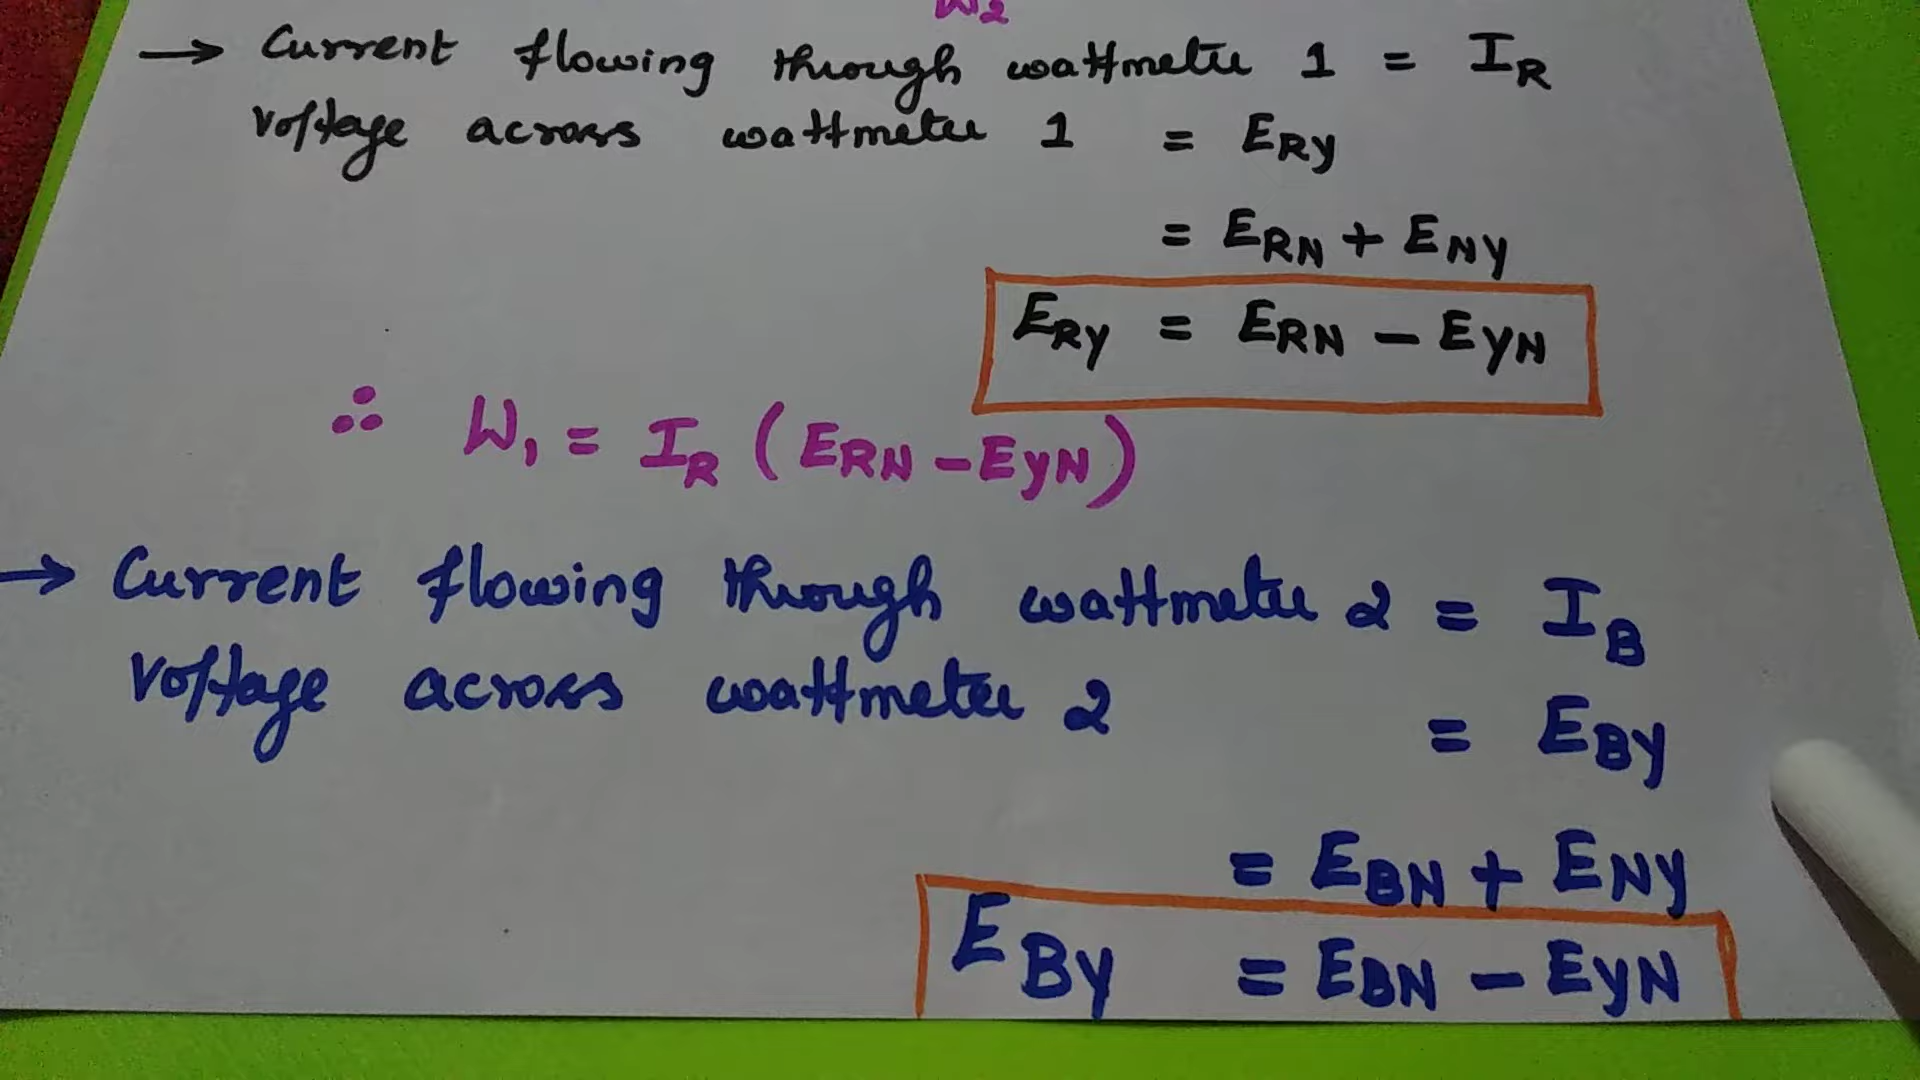 W2
→ Current flowing through wattmeter 1 = IR
Voltage across wattmeter 1 = ERY
= ERN + ENY
ERY = ERN - EYN
∴ W1 = IR (ERN - EYN)
→ Current flowing through wattmeter 2 = IB
Voltage across wattmeter 2 = EBY
= EBN + ENY
EBY = EBN - EYN